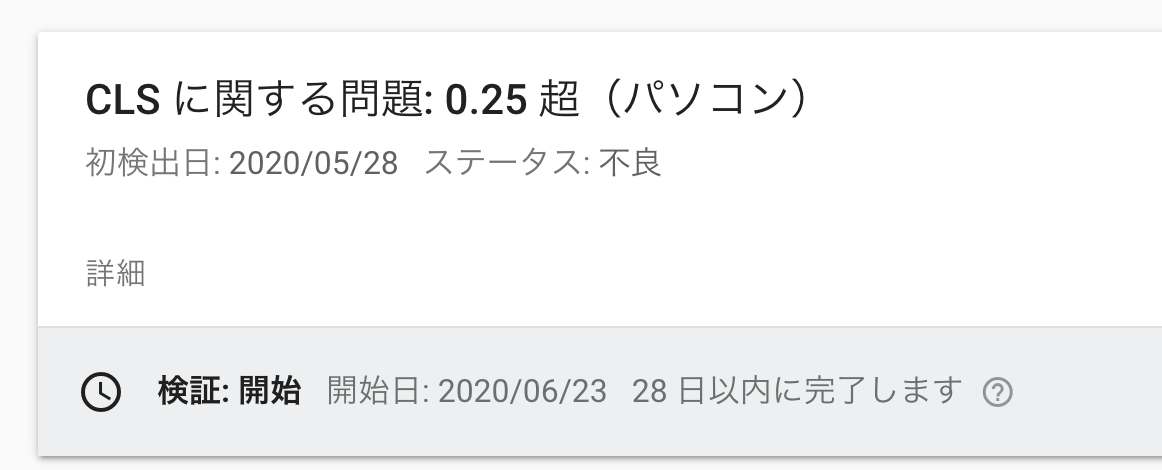 CLS に関する問題: 0.25 超（パソコン）
初検出日: 2020/05/28 ステータス: 不良
詳細
検証: 開始 開始日: 2020/06/23 28 日以内に完了します ?